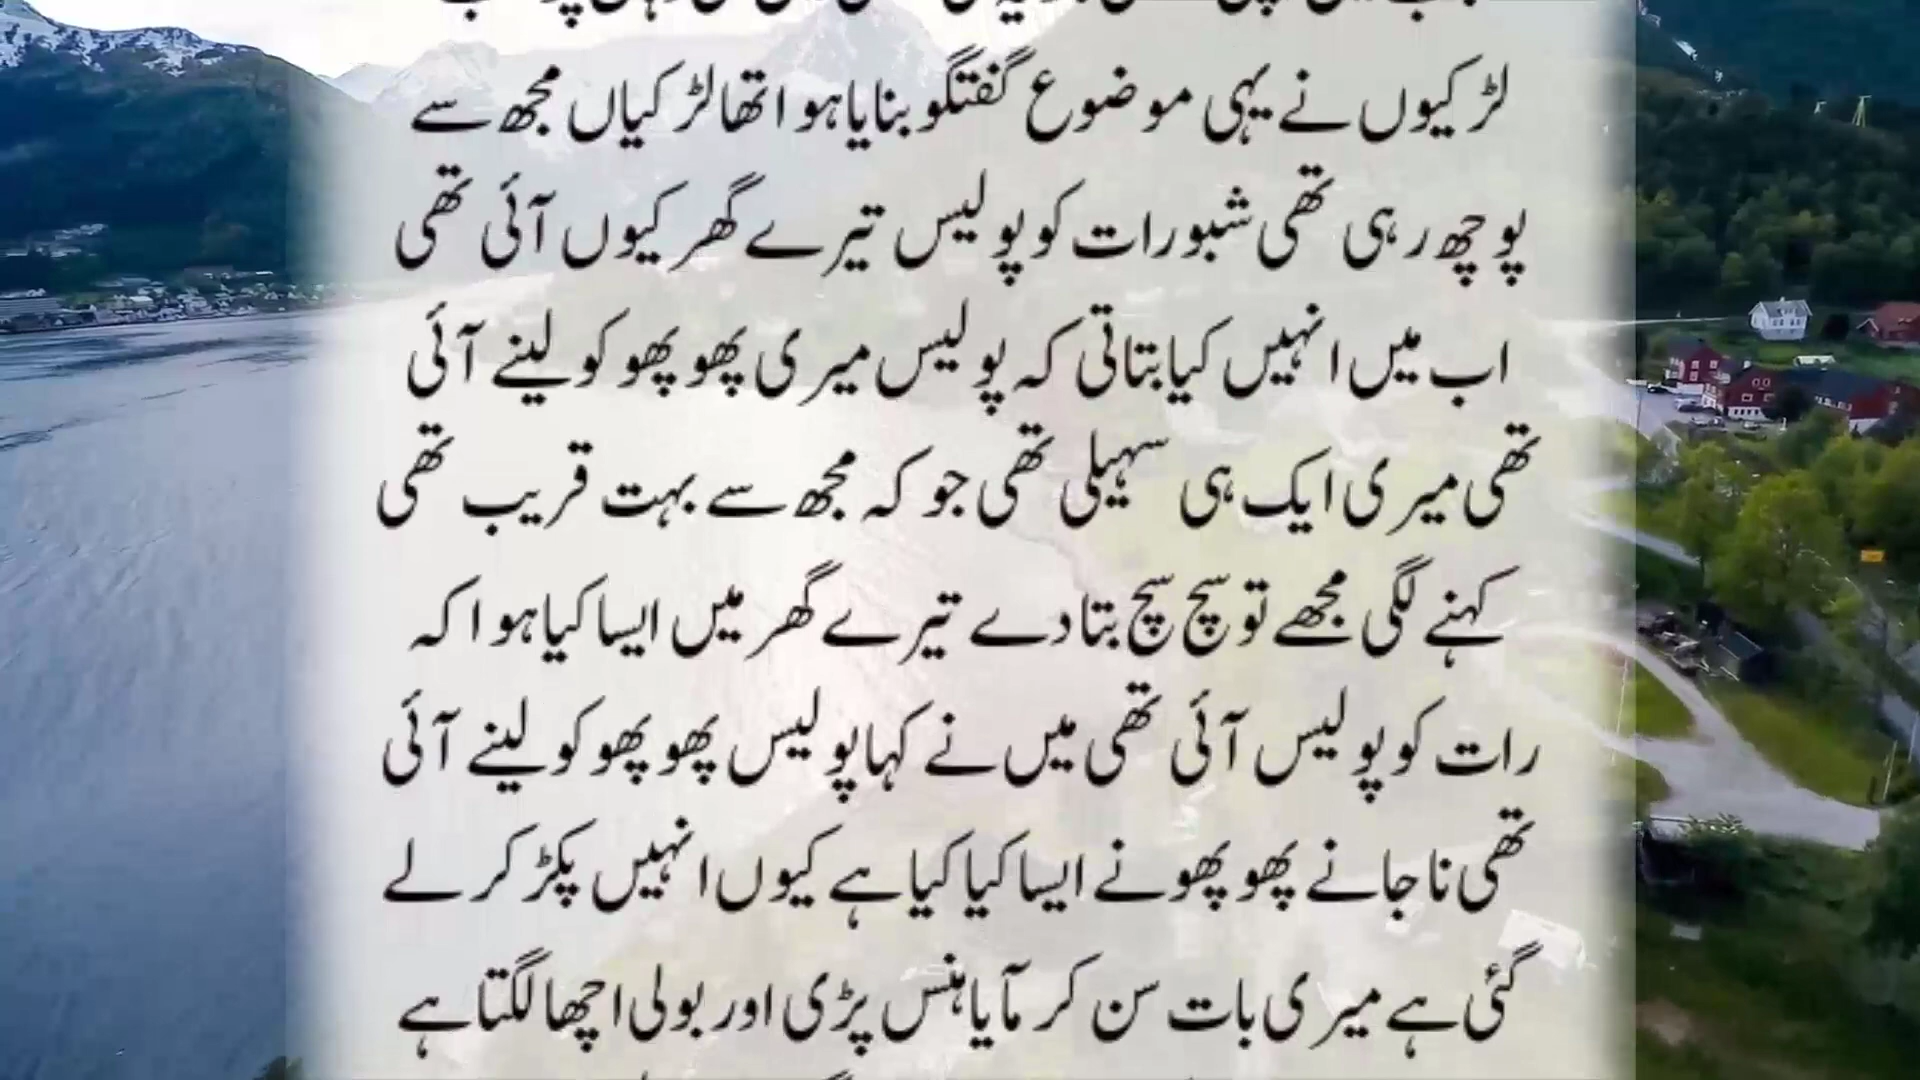 لڑکیوں نے یہی موضوع گفتگو بنایا ہوا تھا لڑکیاں مجھ سے
پوچھ رہی تھی شبو رات کو پولیس تیرے گھر کیوں آئی تھی
اب میں انہیں کیا بتاتی کہ پولیس میری پھوپھو کو لینے آئی
تھی میری ایک ہی سہیلی تھی جو کہ مجھ سے بہت قریب تھی
کہنے لگی مجھے تو سچ سچ بتا دے تیرے گھر میں ایسا کیا ہوا کہ
رات کو پولیس آئی تھی میں نے کہا پولیس پھوپھو کو لینے آئی
تھی نا جانے پھوپھو نے ایسا کیا کیا ہے کیوں انہیں پکڑ کر لے
گئی ہے میری بات سن کر مآیا ہنس پڑی اور بولی اچھا لگتا ہے